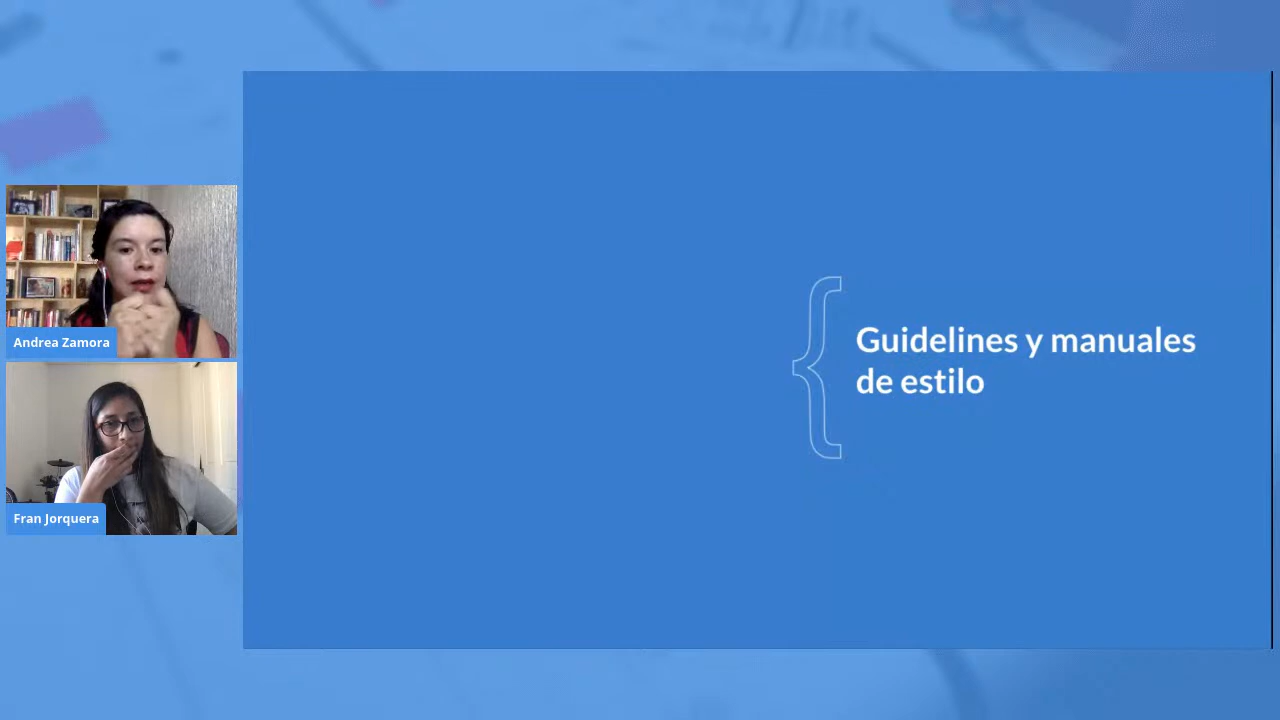 Andrea Zamora
Fran Jorquera
Guidelines y manuales
de estilo